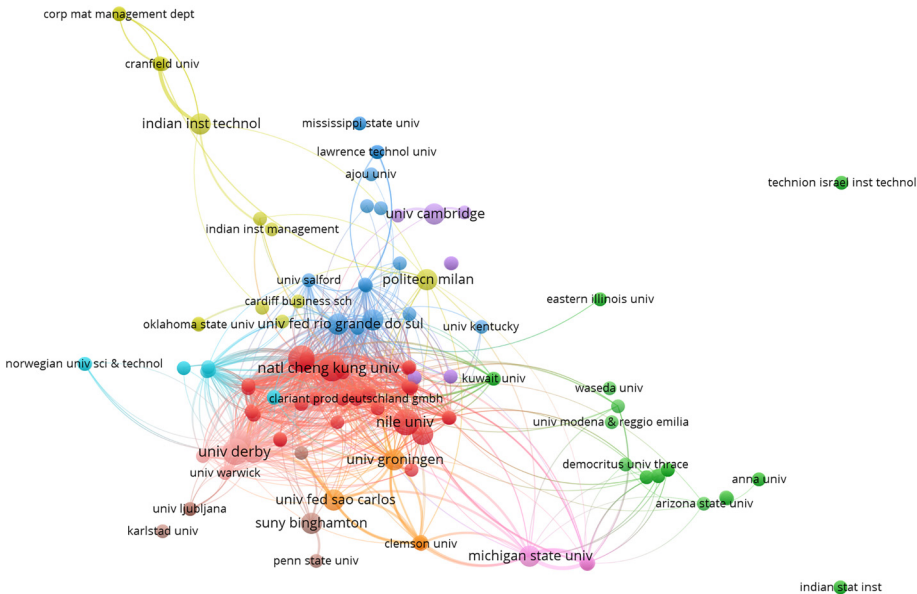 corp mat management dept
cranfield univ
indian inst technol
mississippi state univ
lawrence technol univ
ajou univ
technion israel inst technol
univ cambridge
indian inst management
univ salford
politecn milan
cardiff business sch
eastern illinois univ
oklahoma state univ
univ fed rio grande do sul
univ kentucky
norwegian univ sci & technol
natl cheng kung univ
kuwait univ
waseda univ
clariant prod deutschland gmbh
nile univ
univ modena & reggio emilia
univ derby
univ groningen
democritus univ thrace
univ warwick
anna univ
univ fed sao carlos
arizona state univ
univ ljubljana
suny binghamton
karlstad univ
clemson univ
michigan state univ
penn state univ
indian stat inst